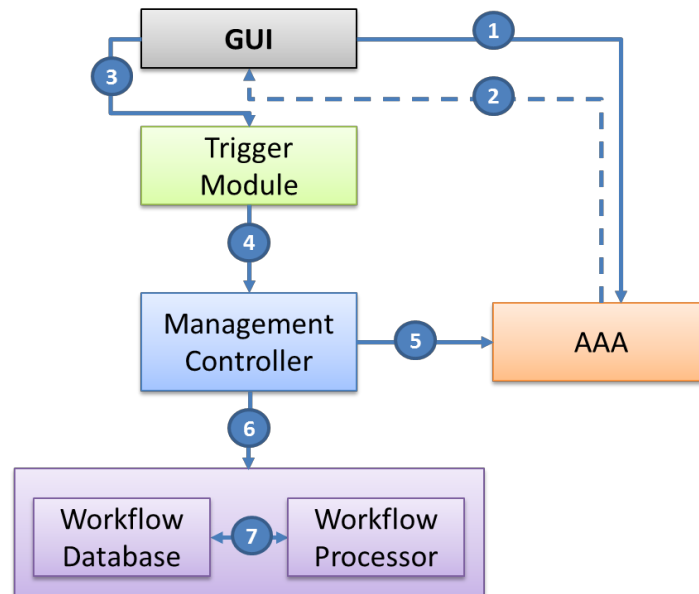 GUI
1
3
2
Trigger
Module
4
Management
Controller
5
AAA
6
Workflow
Database
7
Workflow
Processor